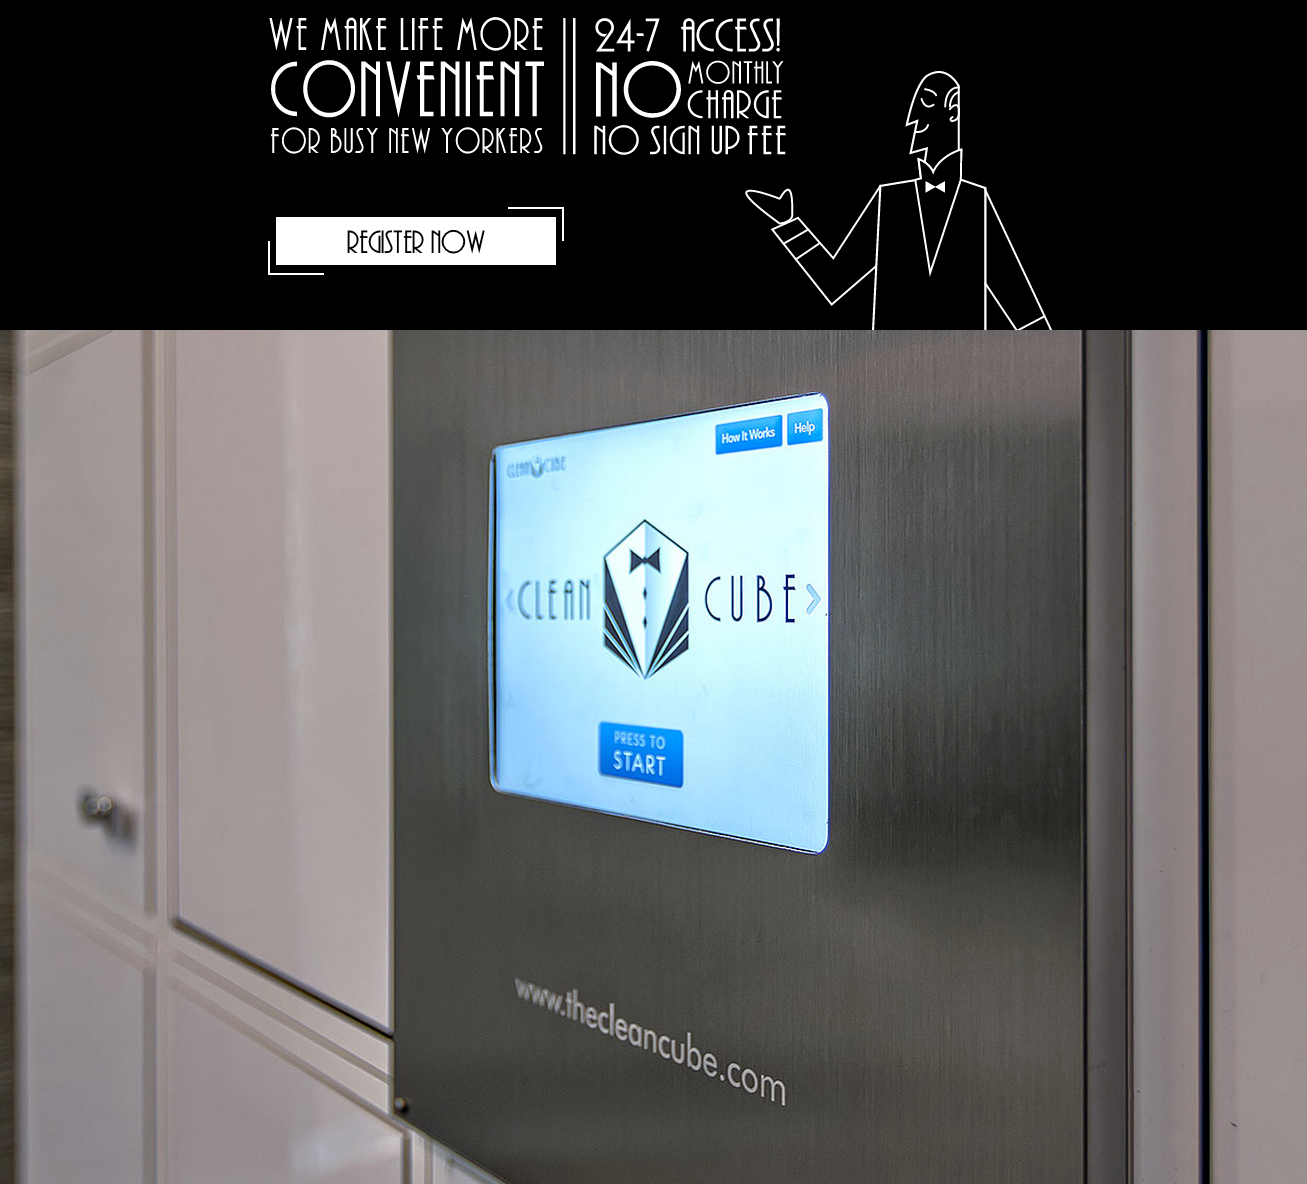 WE MAKE LIFE MORE
CONVENIENT
FOR BUSY NEW YORKERS
24-7 ACCESS!
NO MONTHLY CHARGE
NO SIGN UP FEE
REGISTER NOW
How It Works
Help
CLEAN CUBE
CLEAN CUBE
PRESS TO
START
www.thecleancube.com